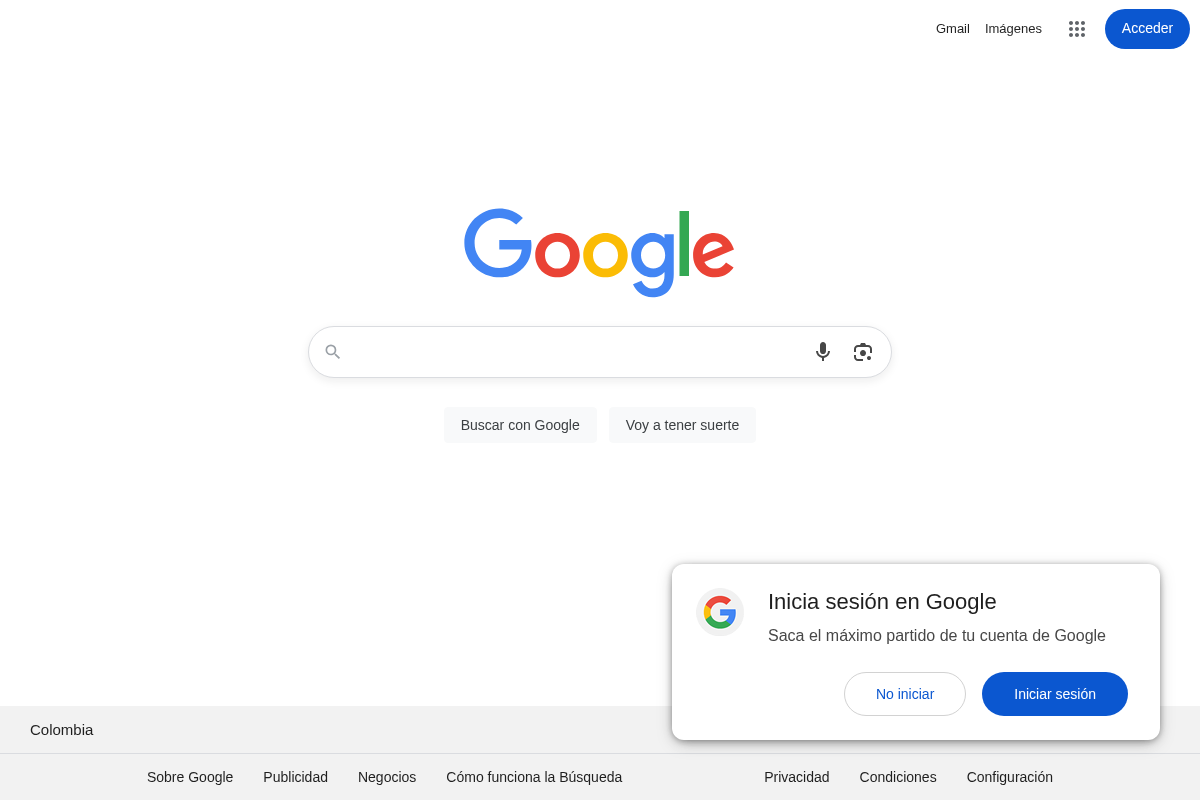 Gmail Imágenes Acceder
Google
Buscar con Google Voy a tener suerte
Inicia sesión en Google
Saca el máximo partido de tu cuenta de Google
No iniciar Iniciar sesión
Colombia
Sobre Google Publicidad Negocios Cómo funciona la Búsqueda Privacidad Condiciones Configuración